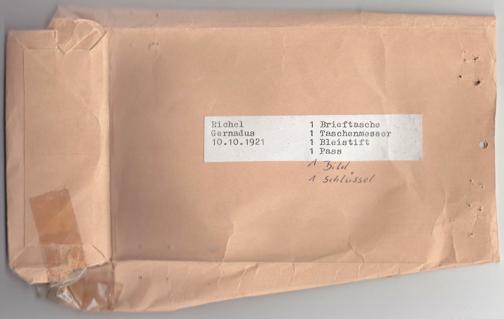 Richel
Gernadus
10.10.1921
1 Brieftasche
1 Taschenmesser
1 Bleistift
1 Pass
1 Bild
1 Schlüssel